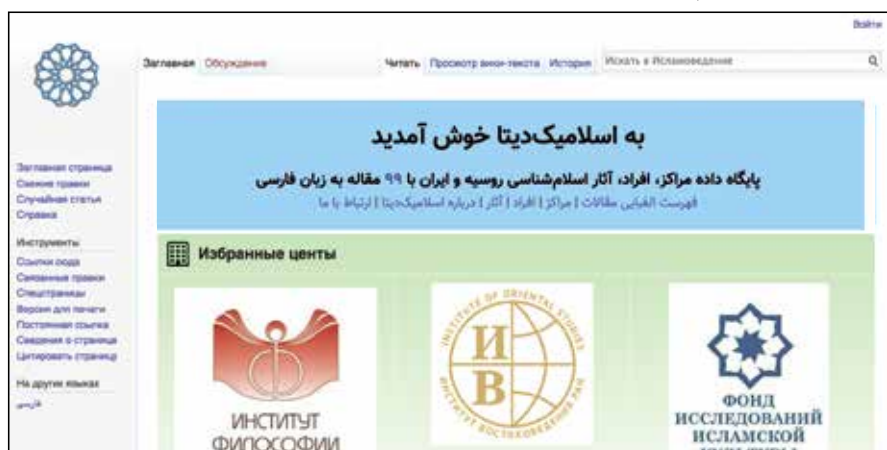 Войти
Заглавная Обсуждение Читать Просмотр вики-текста История Искать в Исламоведение
به اسلامیک‌دیتا خوش آمدید
پایگاه داده مراکز، افراد، آثار اسلام‌شناسی روسیه و ایران با ۹۹ مقاله به زبان فارسی
فهرست الفبایی مقالات | مراکز | افراد | آثار | درباره اسلامیک‌دیتا | ارتباط با ما
Заглавная страница
Свежие правки
Случайная статья
Справка
Инструменты
Ссылки сюда
Связанные правки
Спецстраницы
Версия для печати
Постоянная ссылка
Сведения о странице
Цитировать страницу
На других языках
فارسی
Избранные центы
ИНСТИТУТ
ФИЛОСОФИИ
INSTITUTE OF ORIENTAL STUDIES
ИВ
ИНСТИТУТ ВОСТОКОВЕДЕНИЯ РАН
ФОНД
ИССЛЕДОВАНИЙ
ИСЛАМСКОЙ